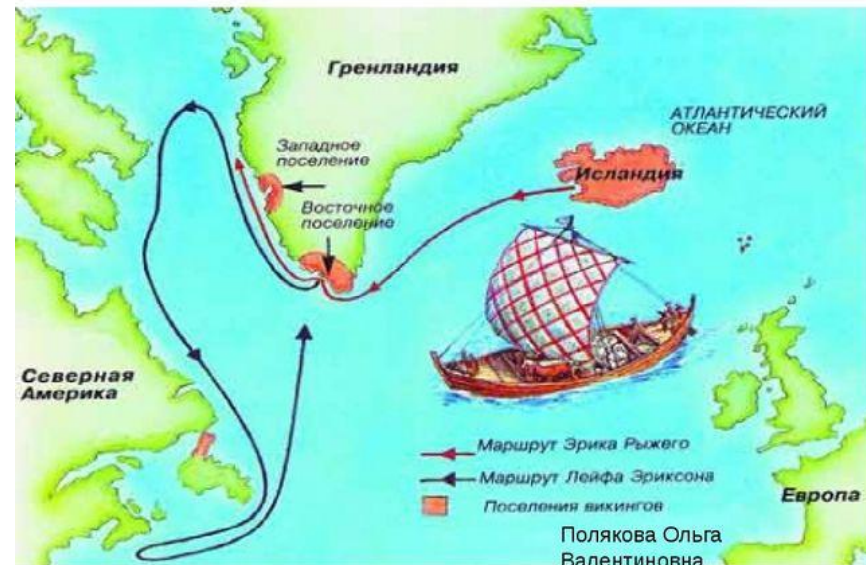 Гренландия
АТЛАНТИЧЕСКИЙ
ОКЕАН
Западное
поселение
Исландия
Восточное
поселение
Северная
Америка
Маршрут Эрика Рыжего
Маршрут Лейфа Эриксона
Поселения викингов
Европа
Полякова Ольга
Валентиновна